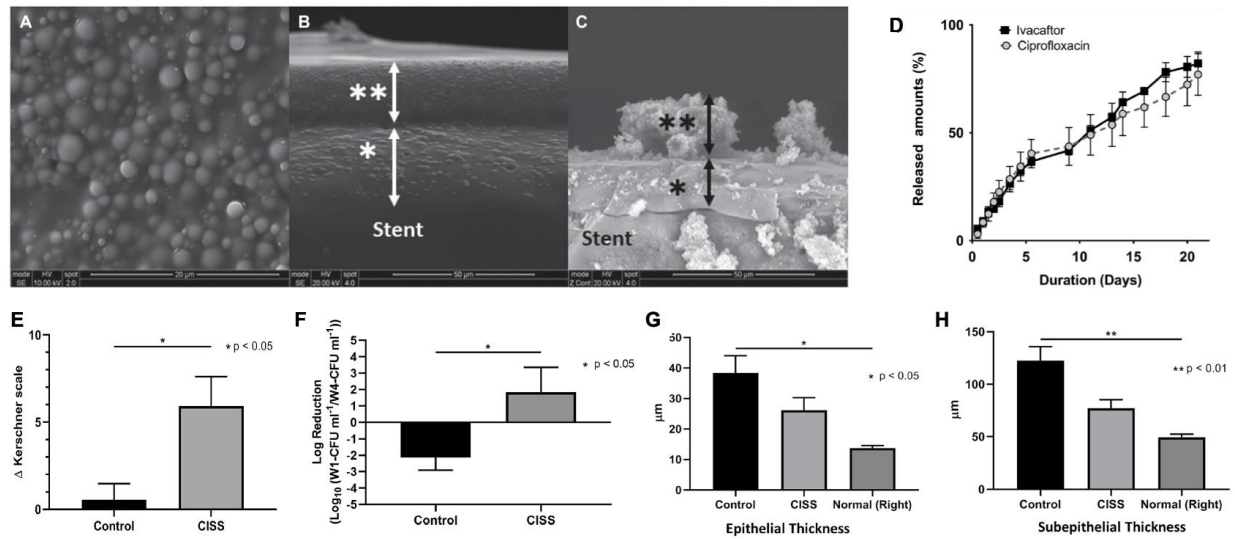 A
mode HV spot
SE 10.00 kV 2.0
20 µm
B
**
*
Stent
mode HV spot
SE 20.00 kV 4.0
50 µm
C
**
*
Stent
mode HV spot
Z Cont 20.00 kV 4.0
50 µm
D
Ivacaftor
Ciprofloxacin
Released amounts (%)
100
50
0
0 5 10 15 20
Duration (Days)
E
Δ Kerschner scale
10
5
0
*
* p < 0.05
Control CISS
F
Log Reduction
(Log10 (W1-CFU ml-1/W4-CFU ml-1))
5
4
3
2
1
0
-1
-2
-3
-4
-5
*
* p < 0.05
Control CISS
G
µm
50
40
30
20
10
0
*
* p < 0.05
Control CISS Normal (Right)
Epithelial Thickness
H
µm
150
100
50
0
**
** p < 0.01
Control CISS Normal (Right)
Subepithelial Thickness